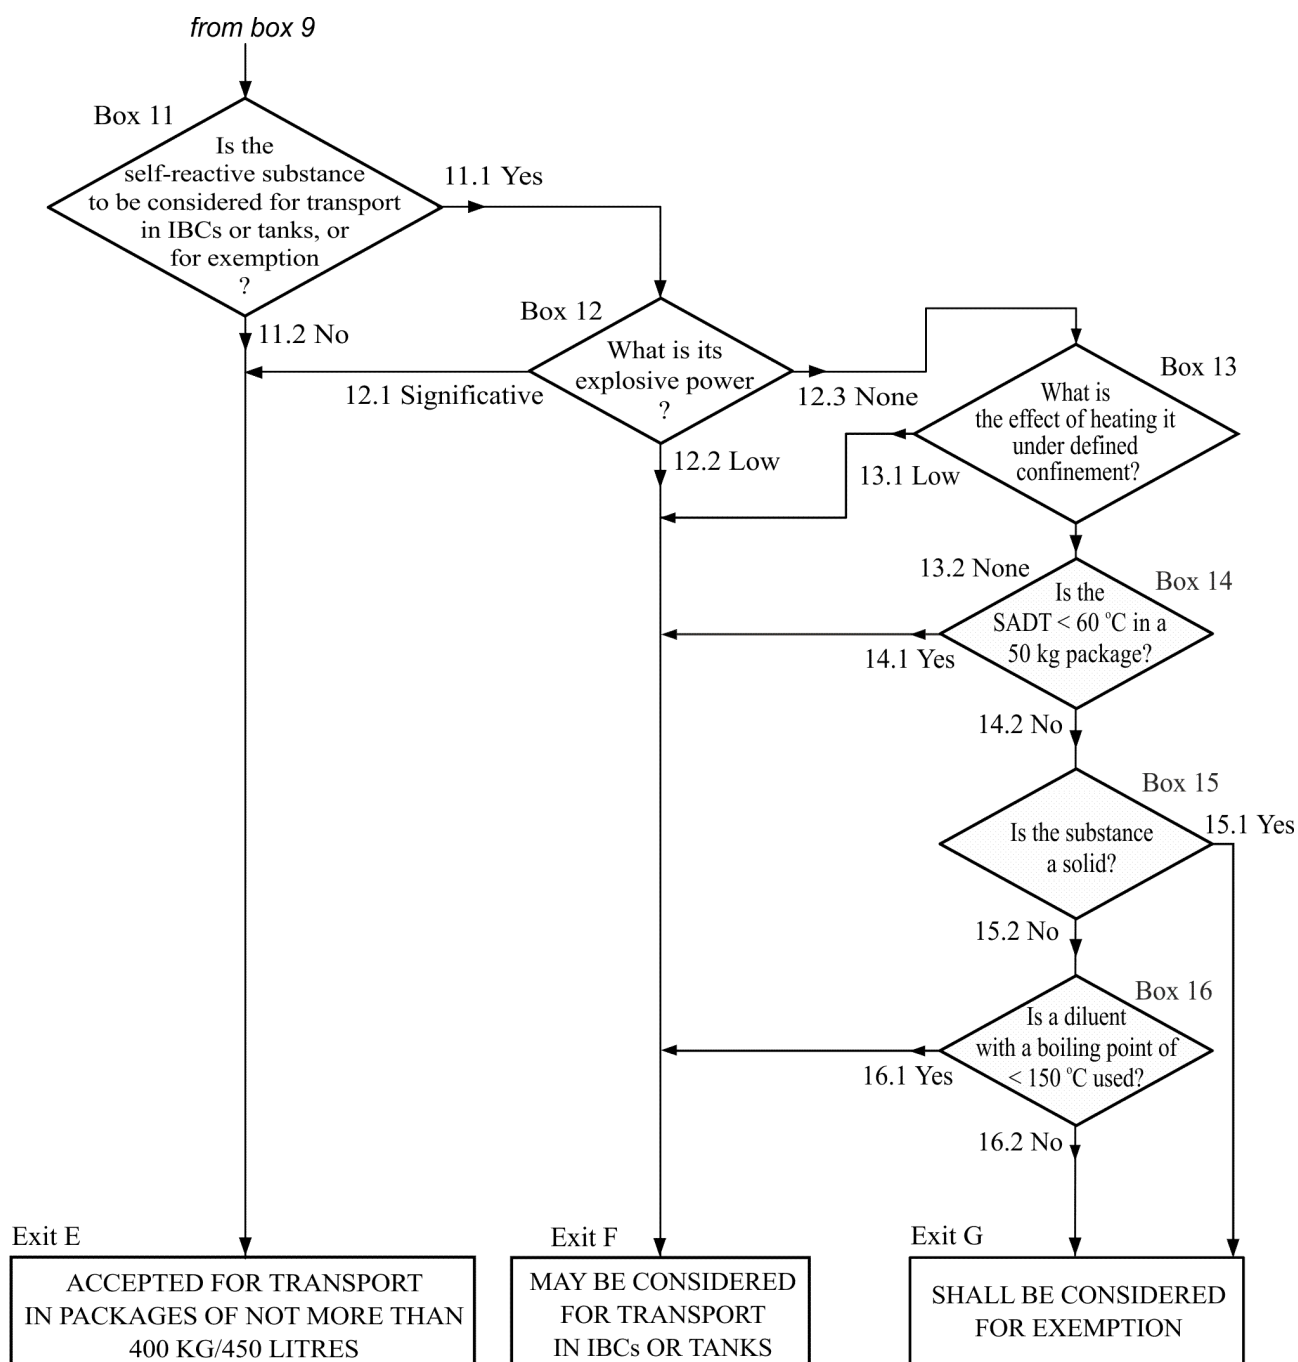 from box 9
Box 11
Is the
self-reactive substance
to be considered for transport
in IBCs or tanks, or
for exemption
?
11.1 Yes
11.2 No
Box 12
What is its
explosive power
?
12.1 Significative
12.3 None
12.2 Low
Box 13
What is
the effect of heating it
under defined
confinement?
13.1 Low
13.2 None
Box 14
Is the
SADT < 60 °C in a
50 kg package?
14.1 Yes
14.2 No
Box 15
Is the substance
a solid?
15.1 Yes
15.2 No
Box 16
Is a diluent
with a boiling point of
< 150 °C used?
16.1 Yes
16.2 No
Exit E
ACCEPTED FOR TRANSPORT
IN PACKAGES OF NOT MORE THAN
400 KG/450 LITRES
Exit F
MAY BE CONSIDERED
FOR TRANSPORT
IN IBCs OR TANKS
Exit G
SHALL BE CONSIDERED
FOR EXEMPTION